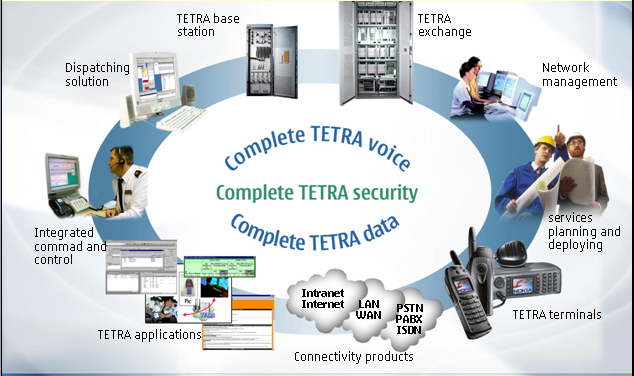 TETRA base
station
TETRA
exchange
Dispatching
solution
Network
management
Complete TETRA voice
Complete TETRA security
Complete TETRA data
Integrated
commad and
control
services
planning and
deploying
Intranet
Internet
LAN
WAN
PSTN
PABX
ISDN
NOKIA
Pic
TETRA terminals
TETRA applications
Connectivity products